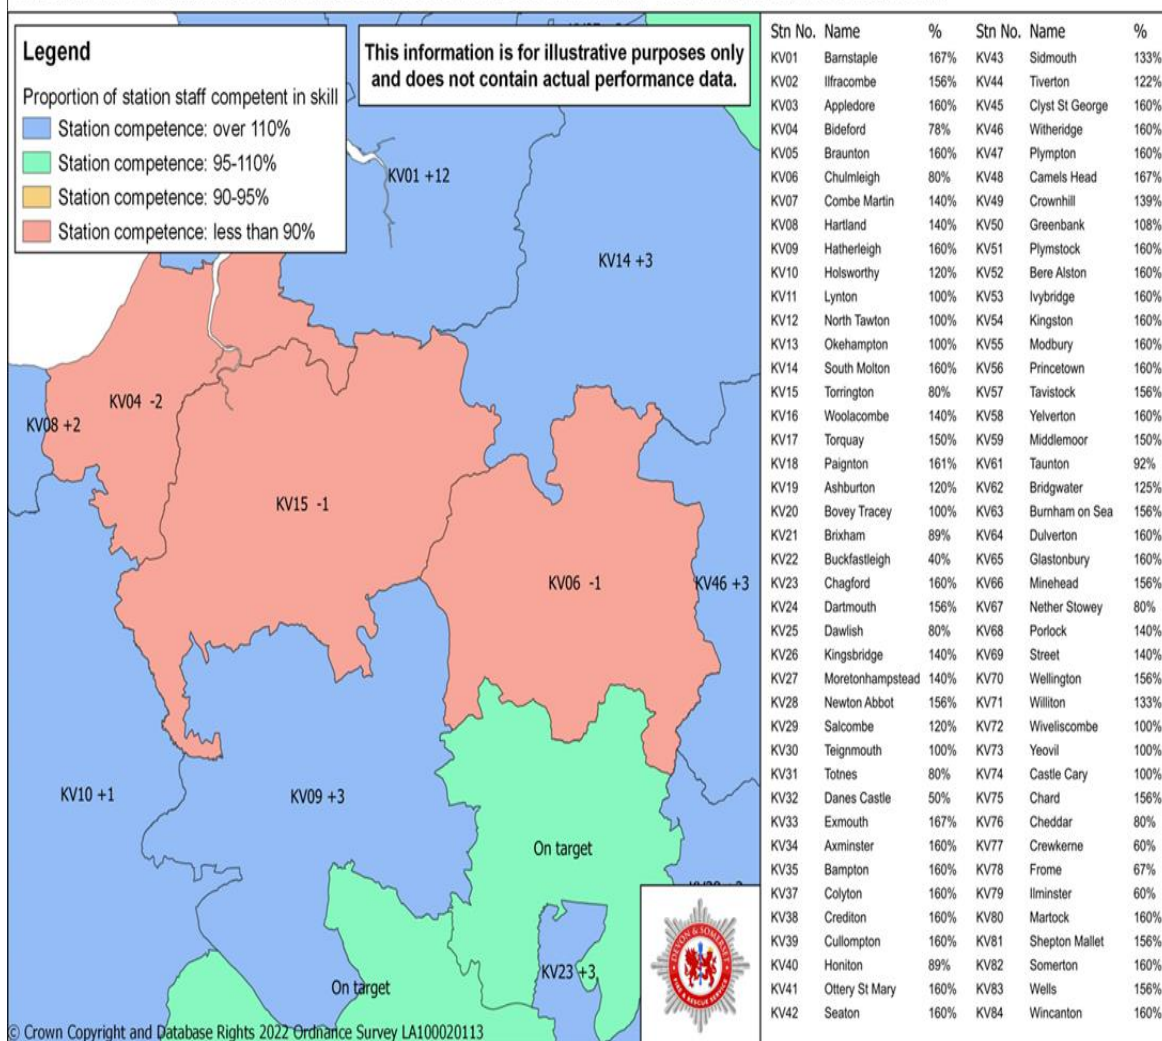 Legend
Proportion of station staff competent in skill
Station competence: over 110%
Station competence: 95-110%
Station competence: 90-95%
Station competence: less than 90%
This information is for illustrative purposes only
and does not contain actual performance data.
KV01 +12
KV14 +3
KV04 -2
KV08 +2
KV15 -1
KV06 -1
KV46 +3
KV10 +1
KV09 +3
On target
KV23 +3
On target
DEVON & SOMERSET
FIRE & RESCUE SERVICE
© Crown Copyright and Database Rights 2022 Ordnance Survey LA100020113
Stn No. Name % Stn No. Name %
KV01 Barnstaple 167% KV43 Sidmouth 133%
KV02 Ilfracombe 156% KV44 Tiverton 122%
KV03 Appledore 160% KV45 Clyst St George 160%
KV04 Bideford 78% KV46 Witheridge 160%
KV05 Braunton 160% KV47 Plympton 160%
KV06 Chulmleigh 80% KV48 Camels Head 167%
KV07 Combe Martin 140% KV49 Crownhill 139%
KV08 Hartland 140% KV50 Greenbank 108%
KV09 Hatherleigh 160% KV51 Plymstock 160%
KV10 Holsworthy 120% KV52 Bere Alston 160%
KV11 Lynton 100% KV53 Ivybridge 160%
KV12 North Tawton 100% KV54 Kingston 160%
KV13 Okehampton 100% KV55 Modbury 160%
KV14 South Molton 160% KV56 Princetown 160%
KV15 Torrington 80% KV57 Tavistock 156%
KV16 Woolacombe 140% KV58 Yelverton 160%
KV17 Torquay 150% KV59 Middlemoor 150%
KV18 Paignton 161% KV61 Taunton 92%
KV19 Ashburton 120% KV62 Bridgwater 125%
KV20 Bovey Tracey 100% KV63 Burnham on Sea 156%
KV21 Brixham 89% KV64 Dulverton 160%
KV22 Buckfastleigh 40% KV65 Glastonbury 160%
KV23 Chagford 160% KV66 Minehead 156%
KV24 Dartmouth 156% KV67 Nether Stowey 80%
KV25 Dawlish 80% KV68 Porlock 140%
KV26 Kingsbridge 140% KV69 Street 140%
KV27 Moretonhampstead 140% KV70 Wellington 156%
KV28 Newton Abbot 156% KV71 Williton 133%
KV29 Salcombe 120% KV72 Wiveliscombe 100%
KV30 Teignmouth 100% KV73 Yeovil 100%
KV31 Totnes 80% KV74 Castle Cary 100%
KV32 Danes Castle 50% KV75 Chard 156%
KV33 Exmouth 167% KV76 Cheddar 80%
KV34 Axminster 160% KV77 Crewkerne 60%
KV35 Bampton 160% KV78 Frome 67%
KV37 Colyton 160% KV79 Ilminster 60%
KV38 Crediton 160% KV80 Martock 160%
KV39 Cullompton 160% KV81 Shepton Mallet 156%
KV40 Honiton 89% KV82 Somerton 160%
KV41 Ottery St Mary 160% KV83 Wells 156%
KV42 Seaton 160% KV84 Wincanton 160%